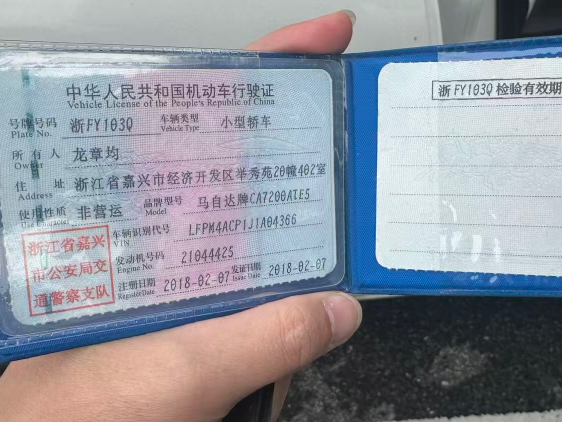 中华人民共和国机动车行驶证
Vehicle License of the People's Republic of China
号牌号码 浙FY103Q 车辆类型 小型轿车
Plate No. Vehicle Type
所有人 龙章均
Owner
住址 浙江省嘉兴市经济开发区举秀苑20幢402室
Address
使用性质 非营运 品牌型号 马自达牌CA7200ATE5
Use Character Model
浙江省嘉兴市公安局交通警察支队
车辆识别代号 LFPM4ACP1J1A04366
VIN
发动机号码 21044425
Engine No.
注册日期 2018-02-07 发证日期 2018-02-07
Register Date Issue Date
浙FY103Q 检验有效期